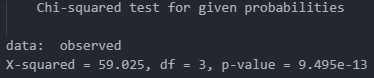 Chi-squared test for given probabilities
data:  observed
X-squared = 59.025, df = 3, p-value = 9.495e-13